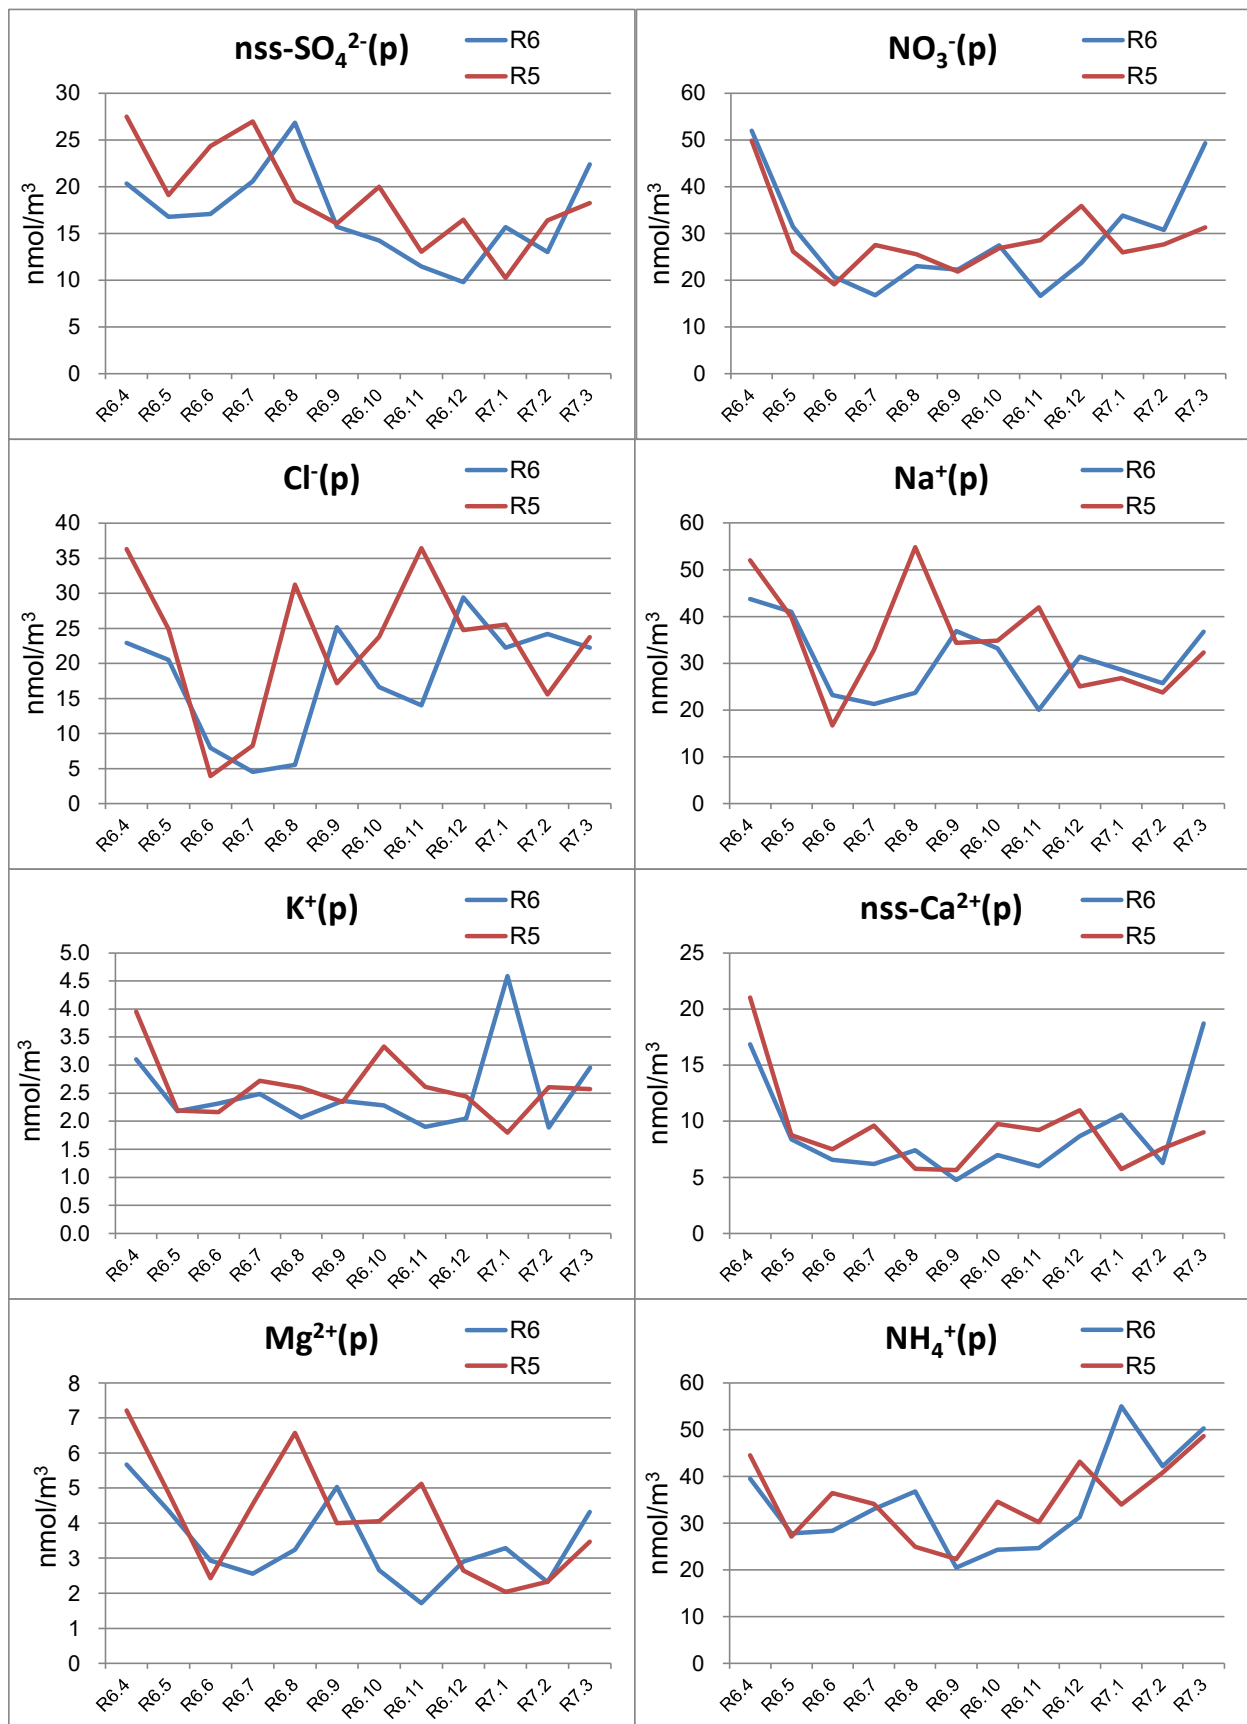 nss-SO₄²⁻(p)
R6
R5
30
25
20
15
10
5
0
nmol/m³
R6.4
R6.5
R6.6
R6.7
R6.8
R6.9
R6.10
R6.11
R6.12
R7.1
R7.2
R7.3
NO₃⁻(p)
R6
R5
60
50
40
30
20
10
0
nmol/m³
R6.4
R6.5
R6.6
R6.7
R6.8
R6.9
R6.10
R6.11
R6.12
R7.1
R7.2
R7.3
Cl⁻(p)
R6
R5
40
35
30
25
20
15
10
5
0
nmol/m³
R6.4
R6.5
R6.6
R6.7
R6.8
R6.9
R6.10
R6.11
R6.12
R7.1
R7.2
R7.3
Na⁺(p)
R6
R5
60
50
40
30
20
10
0
nmol/m³
R6.4
R6.5
R6.6
R6.7
R6.8
R6.9
R6.10
R6.11
R6.12
R7.1
R7.2
R7.3
K⁺(p)
R6
R5
5.0
4.5
4.0
3.5
3.0
2.5
2.0
1.5
1.0
0.5
0.0
nmol/m³
R6.4
R6.5
R6.6
R6.7
R6.8
R6.9
R6.10
R6.11
R6.12
R7.1
R7.2
R7.3
nss-Ca²⁺(p)
R6
R5
25
20
15
10
5
0
nmol/m³
R6.4
R6.5
R6.6
R6.7
R6.8
R6.9
R6.10
R6.11
R6.12
R7.1
R7.2
R7.3
Mg²⁺(p)
R6
R5
8
7
6
5
4
3
2
1
0
nmol/m³
R6.4
R6.5
R6.6
R6.7
R6.8
R6.9
R6.10
R6.11
R6.12
R7.1
R7.2
R7.3
NH₄⁺(p)
R6
R5
60
50
40
30
20
10
0
nmol/m³
R6.4
R6.5
R6.6
R6.7
R6.8
R6.9
R6.10
R6.11
R6.12
R7.1
R7.2
R7.3